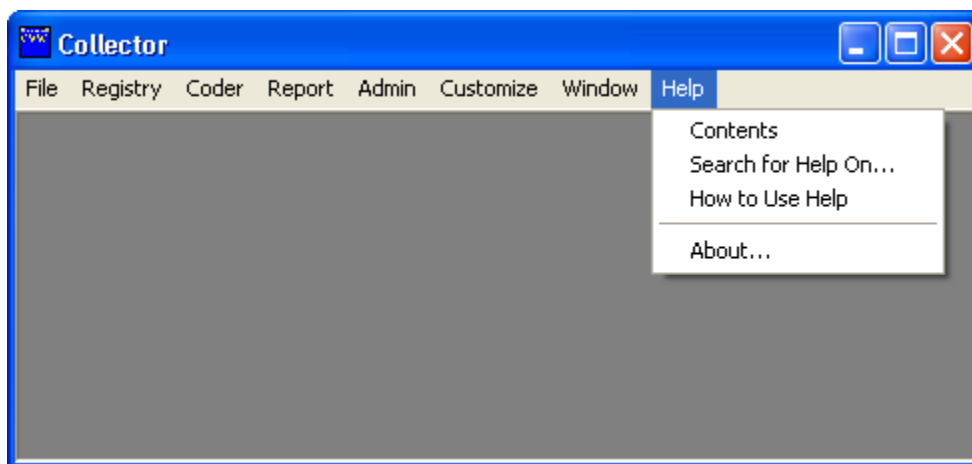 Collector
File Registry Coder Report Admin Customize Window Help
Contents
Search for Help On...
How to Use Help
About...